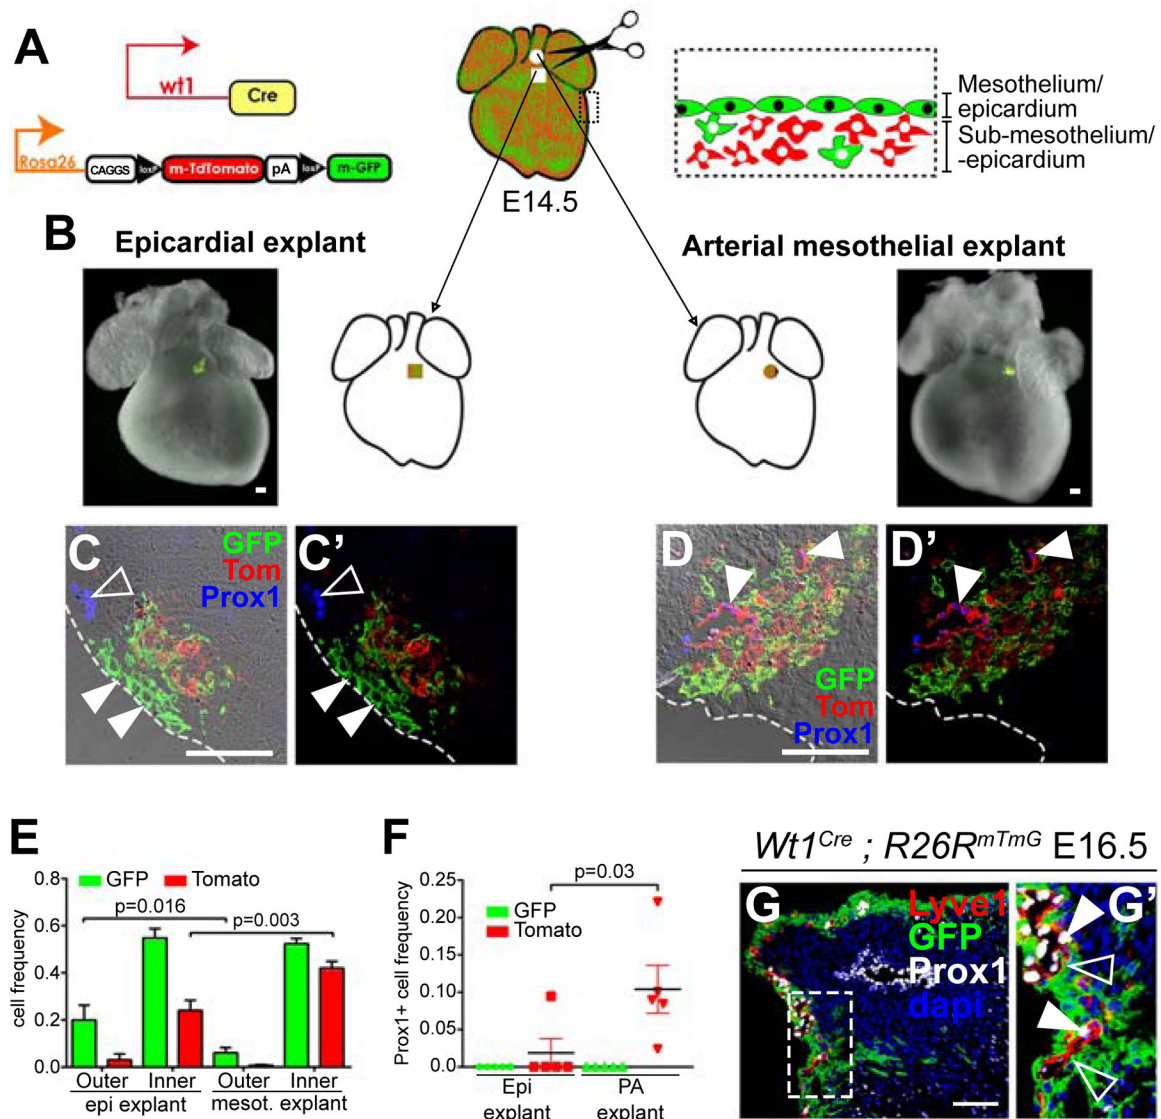 A
wt1
Cre
Rosa26
CAGGS
loxP
m-TdTomato
pA
loxP
m-GFP
E14.5
Mesothelium/
epicardium
Sub-mesothelium/
-epicardium
B
Epicardial explant
Arterial mesothelial explant
C
GFP
Tom
Prox1
C'
D
GFP
Tom
Prox1
D'
E
GFP
Tomato
p=0.016
p=0.003
cell frequency
0.8
0.6
0.4
0.2
0.0
Outer
Inner
Outer
Inner
epi explant
mesot. explant
F
p=0.03
GFP
Tomato
Prox1+ cell frequency
0.25
0.20
0.15
0.10
0.05
0.00
Epi
explant
PA
explant
Wt1Cre ; R26RmTmG E16.5
G
Lyve1
GFP
Prox1
dapi
G'